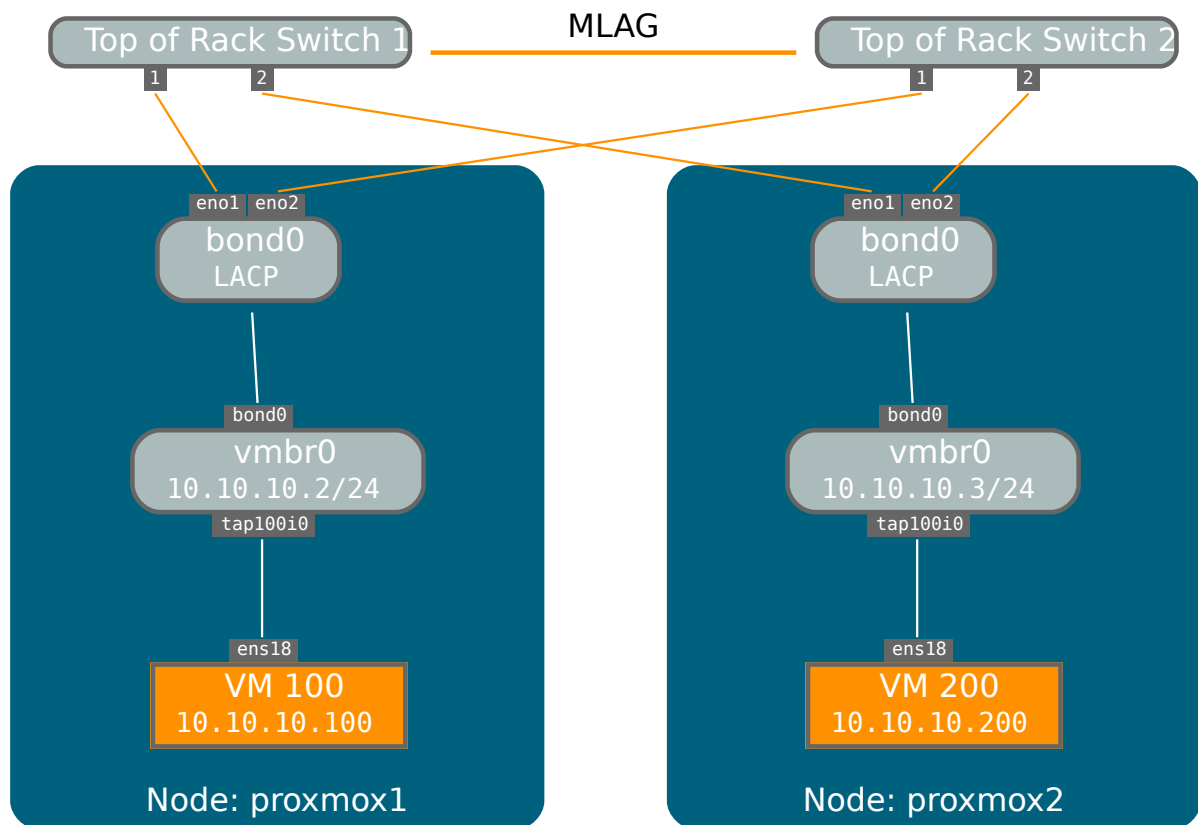 MLAG
Top of Rack Switch 1
Top of Rack Switch 2
1 2
1 2
eno1 eno2
bond0
LACP
bond0
vmbr0
10.10.10.2/24
tap100i0
ens18
VM 100
10.10.10.100
Node: proxmox1
eno1 eno2
bond0
LACP
bond0
vmbr0
10.10.10.3/24
tap100i0
ens18
VM 200
10.10.10.200
Node: proxmox2